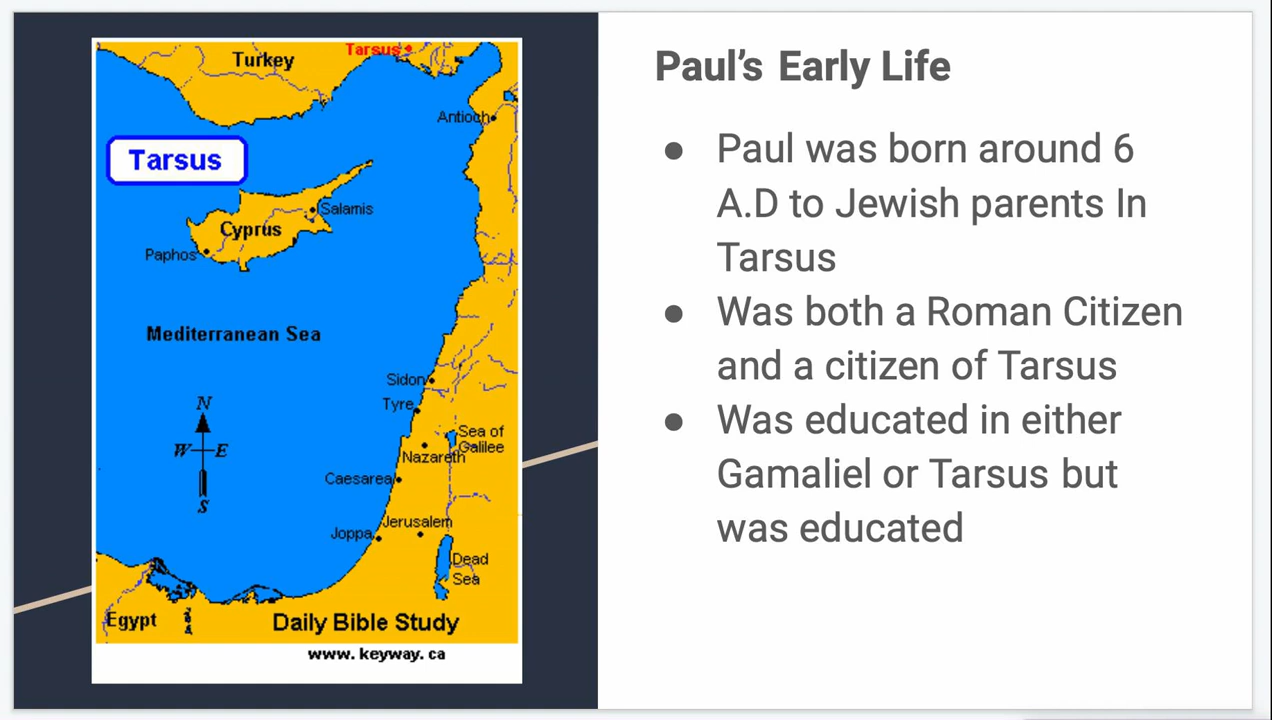 Turkey
Tarsus
Antioch
Tarsus
Salamis
Cyprus
Paphos
Mediterranean Sea
Sidon
Tyre
N
W E
S
Sea of
Galilee
Nazareth
Caesarea
Jerusalem
Joppa
Dead
Sea
Egypt
Daily Bible Study
www.keyway.ca
Paul’s Early Life
● Paul was born around 6
A.D to Jewish parents In
Tarsus
● Was both a Roman Citizen
and a citizen of Tarsus
● Was educated in either
Gamaliel or Tarsus but
was educated